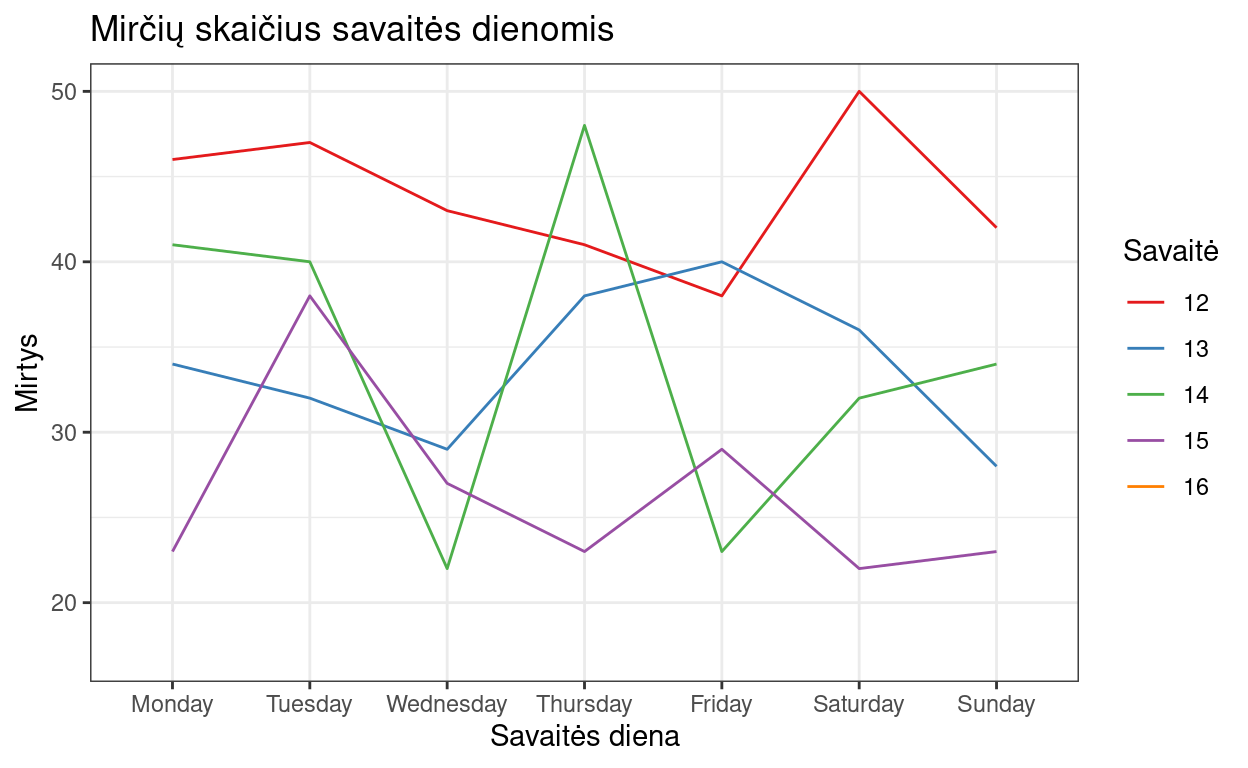 Mirčių skaičius savaitės dienomis
50
40
30
20
Mirtys
Monday Tuesday Wednesday Thursday Friday Saturday Sunday
Savaitės diena
Savaitė
12
13
14
15
16